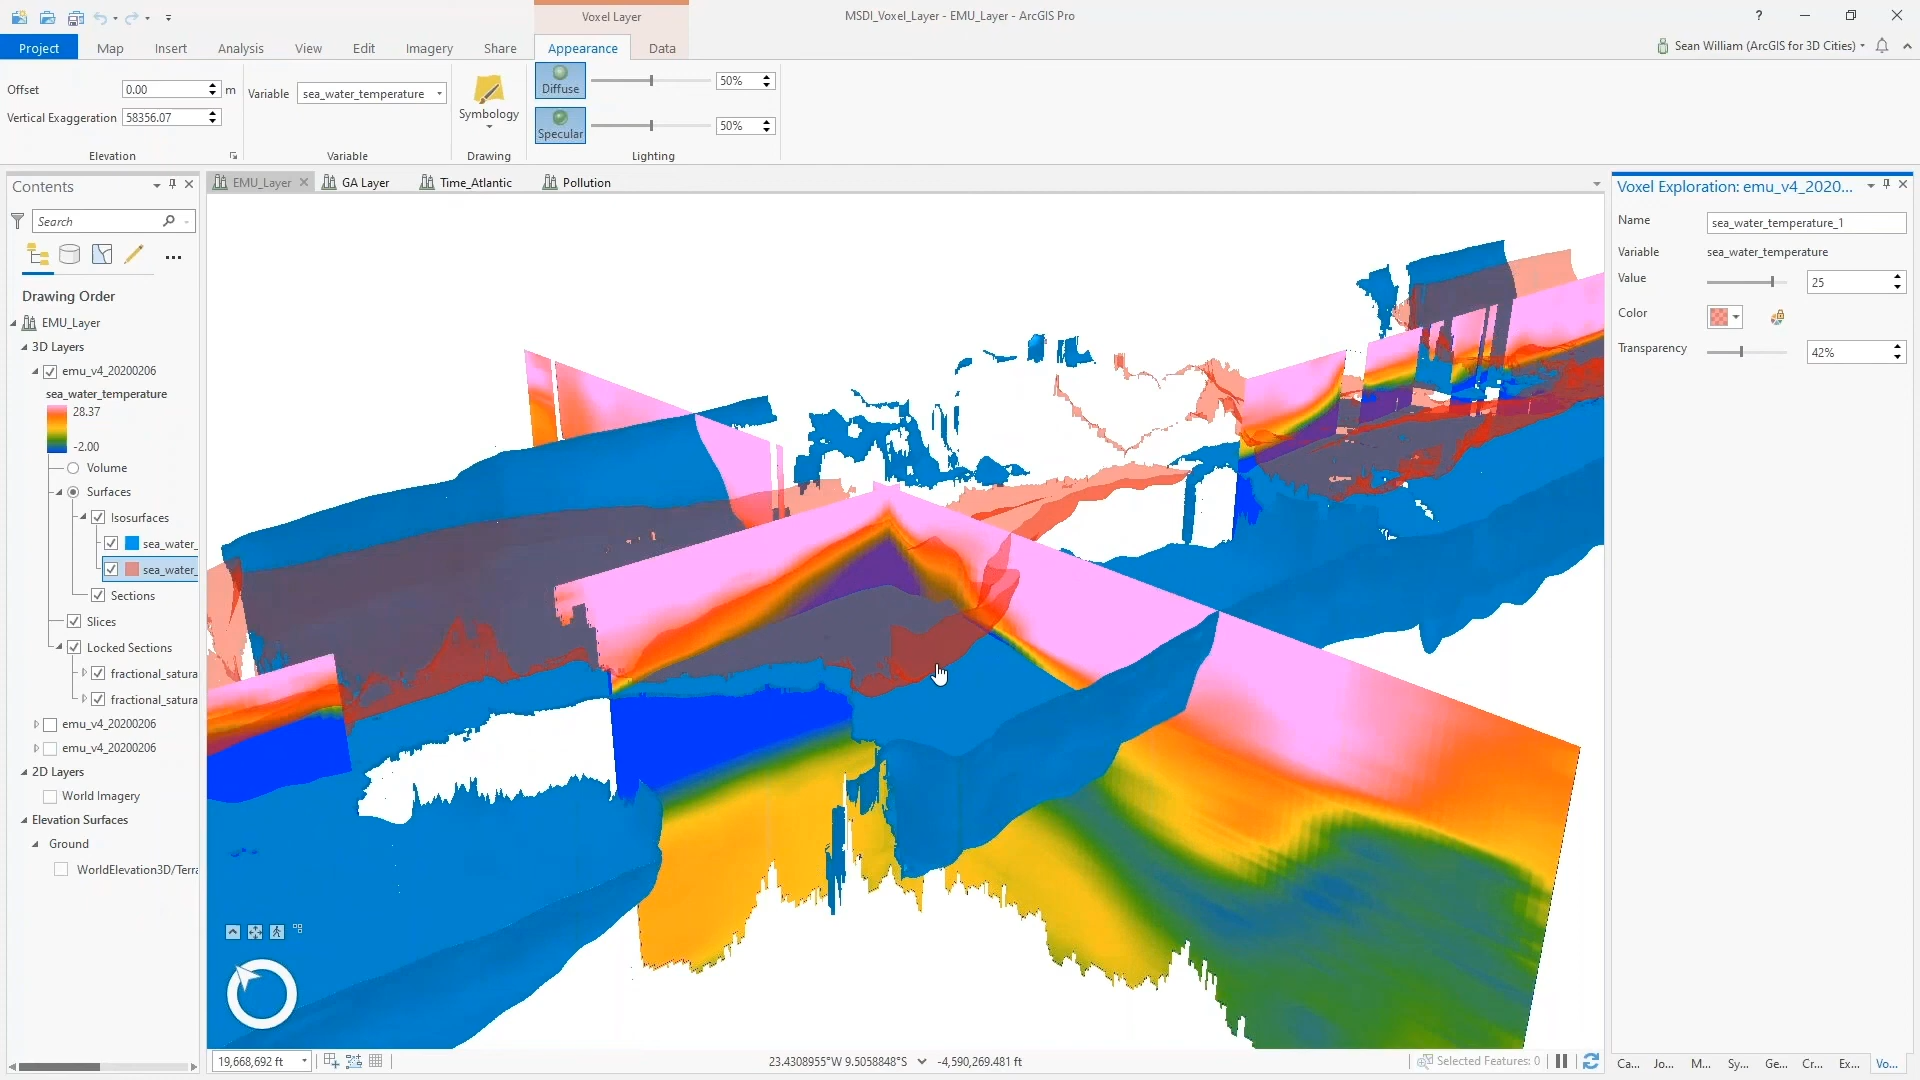 MSDI_Voxel_Layer - EMU_Layer - ArcGIS Pro
?
Voxel Layer
Project Map Insert Analysis View Edit Imagery Share Appearance Data
Sean William (ArcGIS for 3D Cities)
Offset 0.00 m
Vertical Exaggeration 58356.07
Elevation
Variable sea_water_temperature
Variable
Symbology
Drawing
Diffuse 50%
Specular 50%
Lighting
Contents
Search
Drawing Order
EMU_Layer
3D Layers
emu_v4_20200206
sea_water_temperature
28.37
-2.00
Volume
Surfaces
Isosurfaces
sea_water_
sea_water_
Sections
Slices
Locked Sections
fractional_satura
fractional_satura
emu_v4_20200206
emu_v4_20200206
2D Layers
World Imagery
Elevation Surfaces
Ground
WorldElevation3D/Terra
EMU_Layer GA Layer Time_Atlantic Pollution
19,668,692 ft
23.4308955°W 9.5058848°S -4,590,269.481 ft
Selected Features: 0
Voxel Exploration: emu_v4_2020...
Name sea_water_temperature_1
Variable sea_water_temperature
Value 25
Color
Transparency 42%
Ca... Jo... M... Sy... Ge... Cr... Ex... Vo...